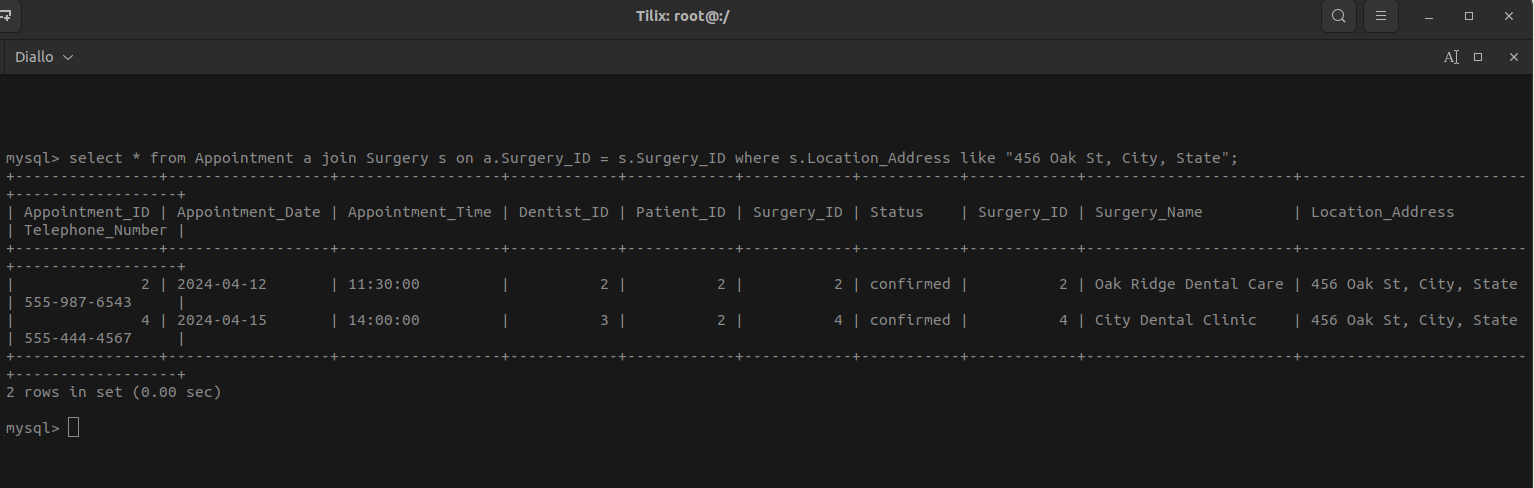 Tilix: root@:/
Diallo
mysql> select * from Appointment a join Surgery s on a.Surgery_ID = s.Surgery_ID where s.Location_Address like "456 Oak St, City, State";
+----------------+------------------+------------------+------------+------------+------------+-----------+------------+----------------------+-------------------------
+------------------+
| Appointment_ID | Appointment_Date | Appointment_Time | Dentist_ID | Patient_ID | Surgery_ID | Status    | Surgery_ID | Surgery_Name          | Location_Address
| Telephone_Number |
+----------------+------------------+------------------+------------+------------+------------+-----------+------------+----------------------+-------------------------
+------------------+
|              2 | 2024-04-12       | 11:30:00         |          2 |          2 |          2 | confirmed |          2 | Oak Ridge Dental Care | 456 Oak St, City, State
| 555-987-6543     |
|              4 | 2024-04-15       | 14:00:00         |          3 |          2 |          4 | confirmed |          4 | City Dental Clinic    | 456 Oak St, City, State
| 555-444-4567     |
+----------------+------------------+------------------+------------+------------+------------+-----------+------------+----------------------+-------------------------
+------------------+
2 rows in set (0.00 sec)
mysql>